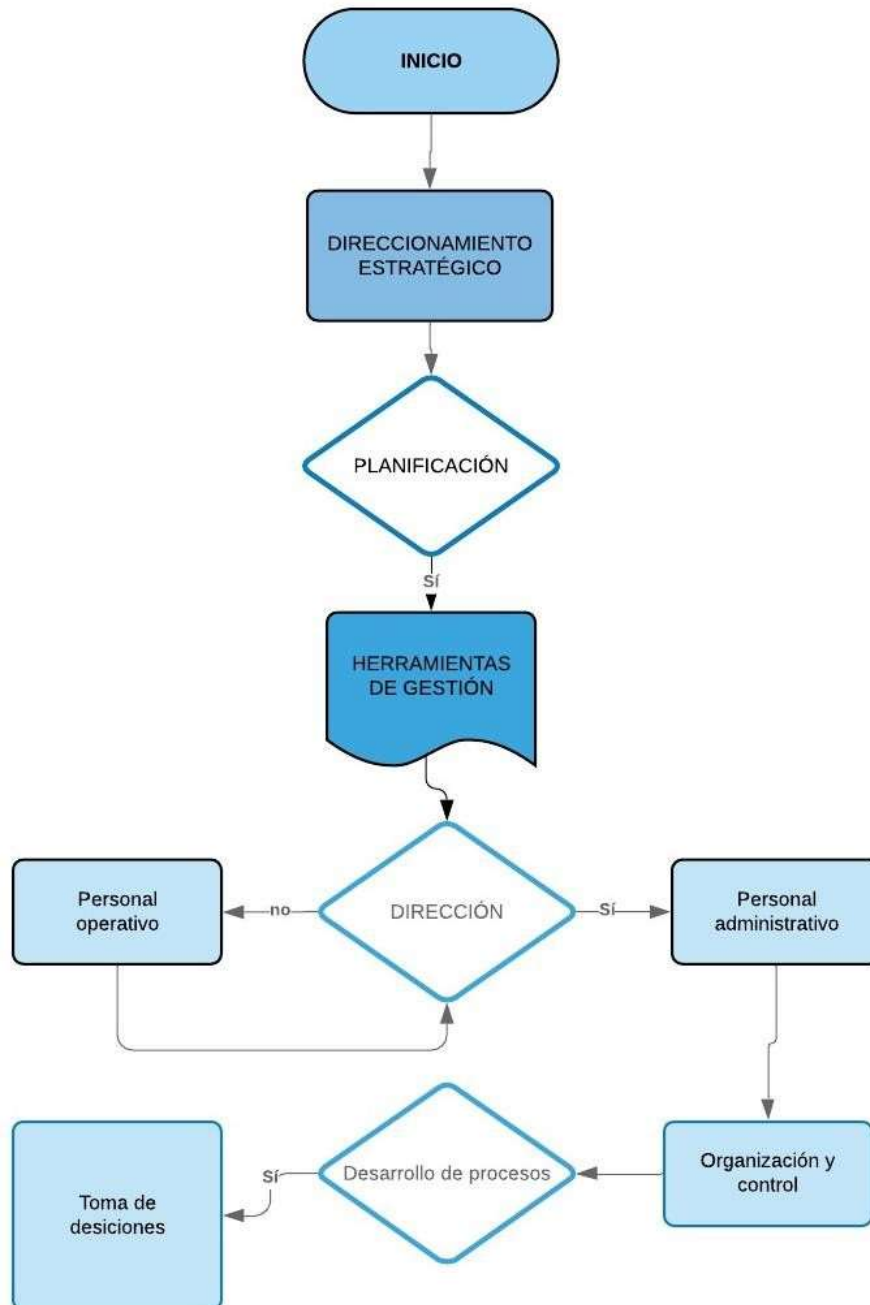 INICIO
DIRECCIONAMIENTO
ESTRATÉGICO
PLANIFICACIÓN
Sí
HERRAMIENTAS
DE GESTIÓN
Personal
operativo
no
DIRECCIÓN
Sí
Personal
administrativo
Toma de
desiciones
Sí
Desarrollo de procesos
Organización y
control